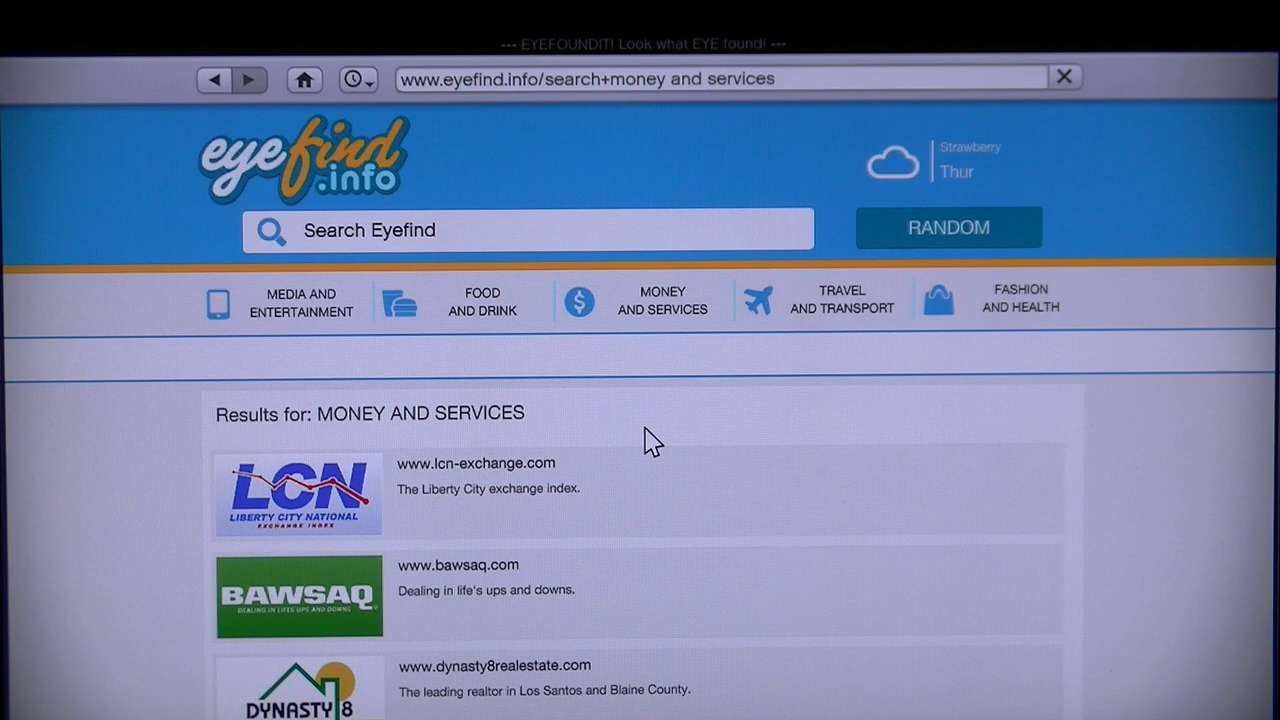 --- EYEFOUNDIT! Look what EYE found! ---
www.eyefind.info/search+money and services
eyefind
.info
Strawberry
Thur
Search Eyefind
RANDOM
MEDIA AND
ENTERTAINMENT
FOOD
AND DRINK
MONEY
AND SERVICES
TRAVEL
AND TRANSPORT
FASHION
AND HEALTH
Results for: MONEY AND SERVICES
LCN
LIBERTY CITY NATIONAL
EXCHANGE INDEX
www.lcn-exchange.com
The Liberty City exchange index.
BAWSAQ
DEALING IN LIFE'S UPS AND DOWNS
www.bawsaq.com
Dealing in life's ups and downs.
DYNASTY 8
www.dynasty8realestate.com
The leading realtor in Los Santos and Blaine County.